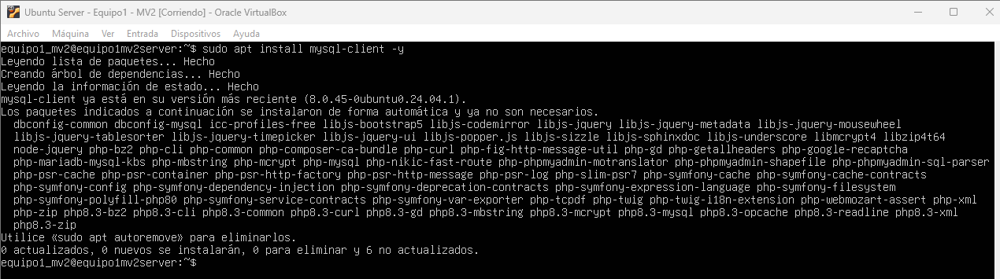 Ubuntu Server - Equipo1 - MV2 [Corriendo] - Oracle VirtualBox
Archivo Máquina Ver Entrada Dispositivos Ayuda
equipo1_mv2@equipo1mv2server:~$ sudo apt install mysql-client -y
Leyendo lista de paquetes... Hecho
Creando árbol de dependencias... Hecho
Leyendo la información de estado... Hecho
mysql-client ya está en su versión más reciente (8.0.45-0ubuntu0.24.04.1).
Los paquetes indicados a continuación se instalaron de forma automática y ya no son necesarios.
dbconfig-common dbconfig-mysql icc-profiles-free libjs-bootstrap5 libjs-codemirror libjs-jquery libjs-jquery-metadata libjs-jquery-mousewheel
libjs-jquery-tablesorter libjs-jquery-timepicker libjs-jquery-ui libjs-popper.js libjs-sizzle libjs-sphinxdoc libjs-underscore libmcrypt4 libzip4t64
node-jquery php-bz2 php-cli php-common php-composer-ca-bundle php-curl php-fig-http-message-util php-gd php-getallheaders php-google-recaptcha
php-mariadb-mysql-kbs php-mbstring php-mcrypt php-mysql php-nikic-fast-route php-phpmyadmin-motranslator php-phpmyadmin-shapefile php-phpmyadmin-sql-parser
php-psr-cache php-psr-container php-psr-http-factory php-psr-http-message php-psr-log php-slim-psr7 php-symfony-cache php-symfony-cache-contracts
php-symfony-config php-symfony-dependency-injection php-symfony-deprecation-contracts php-symfony-expression-language php-symfony-filesystem
php-symfony-polyfill-php80 php-symfony-service-contracts php-symfony-var-exporter php-tcpdf php-twig php-twig-i18n-extension php-webmozart-assert php-xml
php-zip php8.3-bz2 php8.3-cli php8.3-common php8.3-curl php8.3-gd php8.3-mbstring php8.3-mcrypt php8.3-mysql php8.3-opcache php8.3-readline php8.3-xml
php8.3-zip
Utilice «sudo apt autoremove» para eliminarlos.
0 actualizados, 0 nuevos se instalarán, 0 para eliminar y 6 no actualizados.
equipo1_mv2@equipo1mv2server:~$